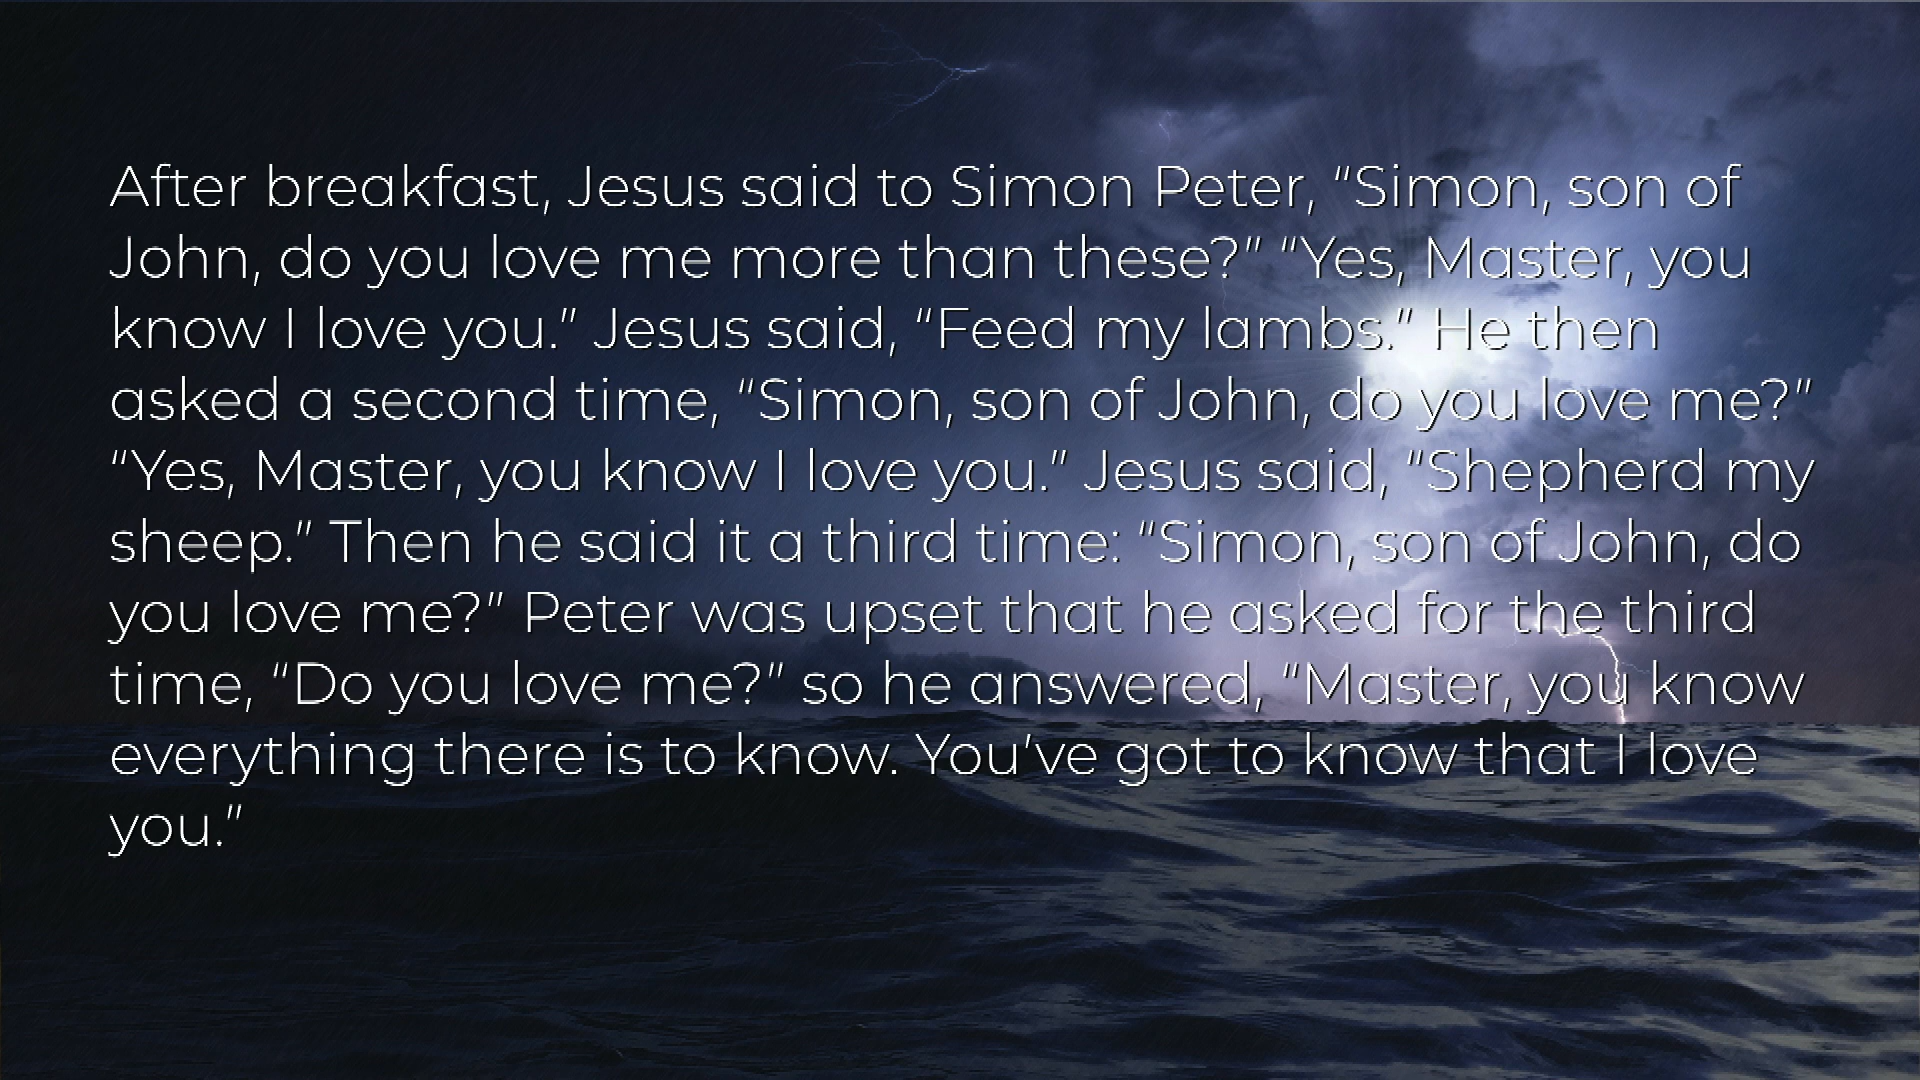 After breakfast, Jesus said to Simon Peter, “Simon, son of
John, do you love me more than these?” “Yes, Master, you
know I love you.” Jesus said, “Feed my lambs.” He then
asked a second time, “Simon, son of John, do you love me?”
“Yes, Master, you know I love you.” Jesus said, “Shepherd my
sheep.” Then he said it a third time: “Simon, son of John, do
you love me?” Peter was upset that he asked for the third
time, “Do you love me?” so he answered, “Master, you know
everything there is to know. You’ve got to know that I love
you.”